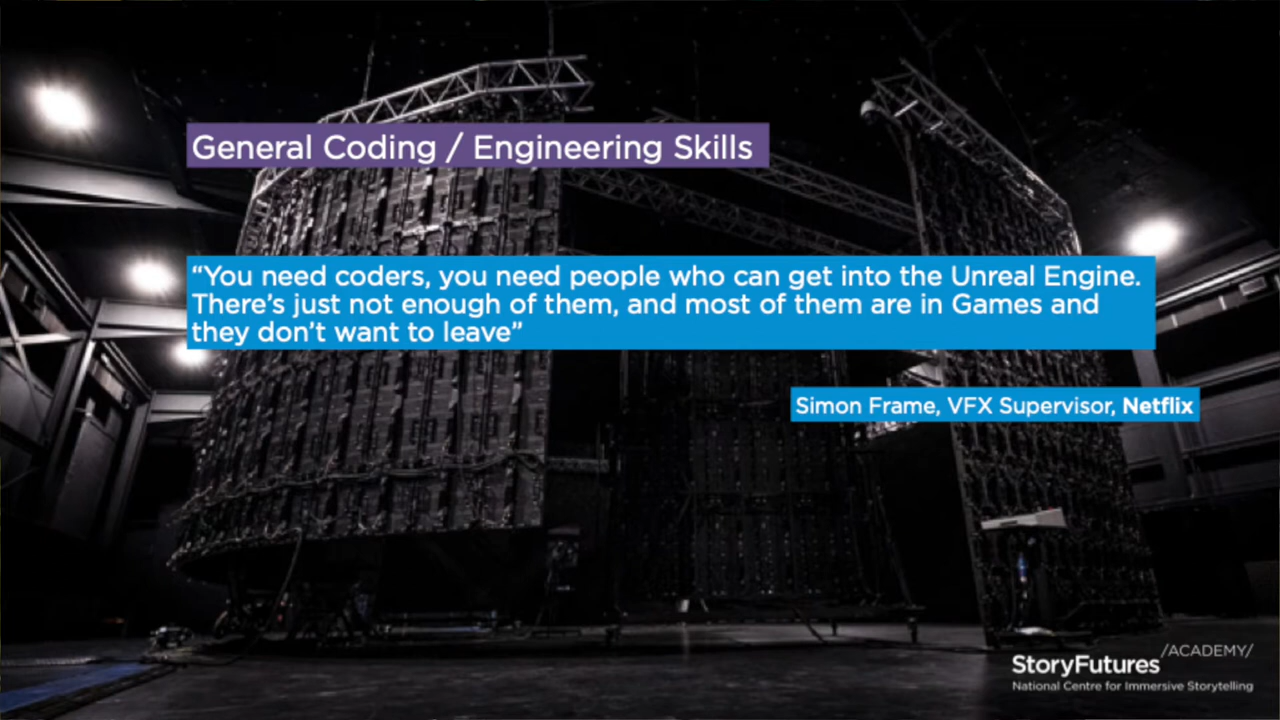 General Coding / Engineering Skills
“You need coders, you need people who can get into the Unreal Engine.
There’s just not enough of them, and most of them are in Games and
they don’t want to leave”
Simon Frame, VFX Supervisor, Netflix
/ACADEMY/
StoryFutures
National Centre for Immersive Storytelling